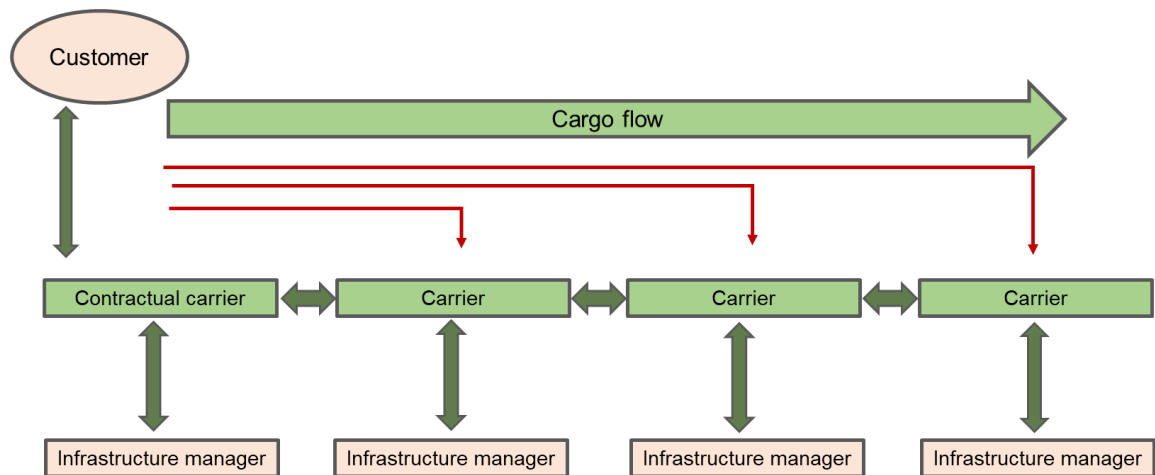 Customer
Cargo flow
Contractual carrier
Carrier
Carrier
Carrier
Infrastructure manager
Infrastructure manager
Infrastructure manager
Infrastructure manager